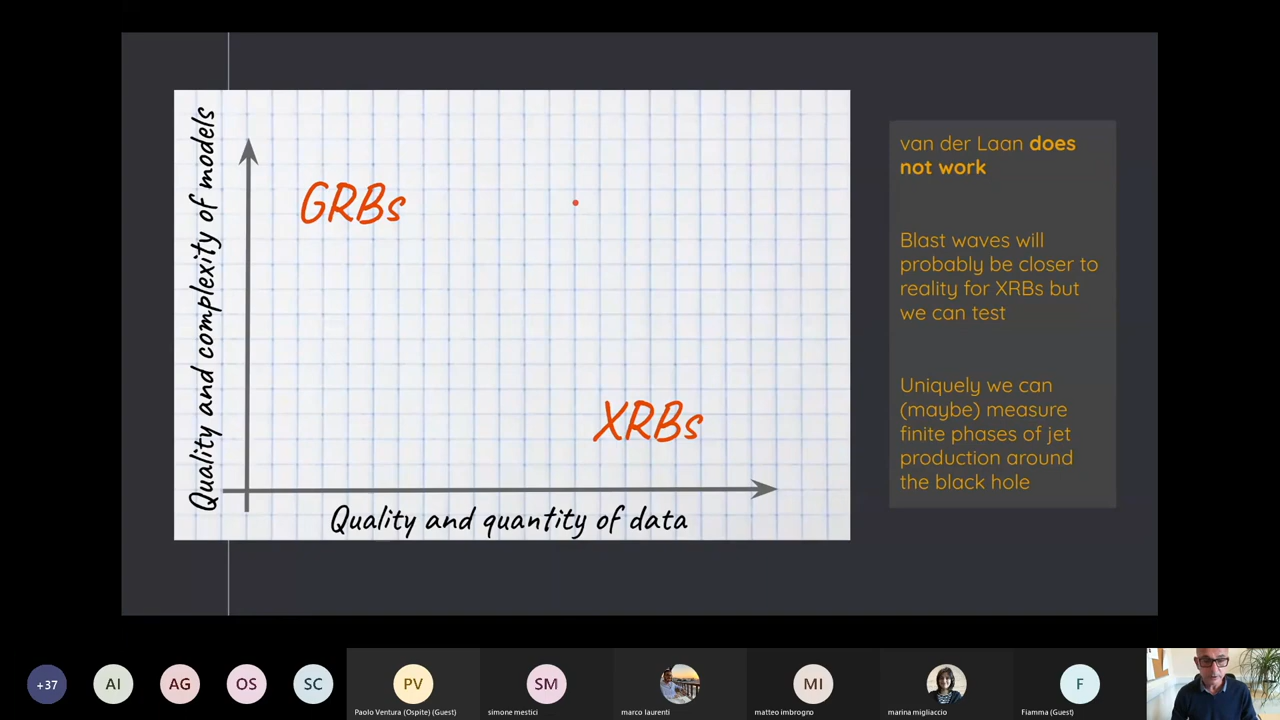 Quality and complexity of models
GRBs
XRBs
Quality and quantity of data
van der Laan does
not work
Blast waves will
probably be closer to
reality for XRBs but
we can test
Uniquely we can
(maybe) measure
finite phases of jet
production around
the black hole
+37
AI
AG
OS
SC
PV
Paolo Ventura (Ospite) (Guest)
SM
simone mestici
marco laurenti
MI
matteo imbrogno
marina migliaccio
F
Fiamma (Guest)